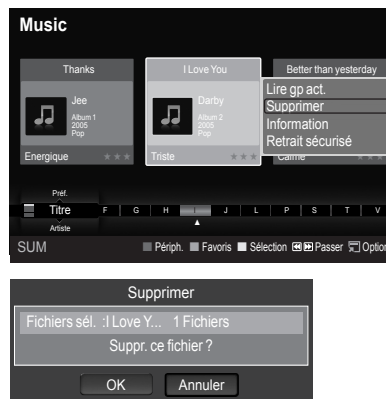 Music
Thanks
I Love You
Better than yesterday
Jee
Album 1
2005
Pop
Darby
Album 2
2005
Pop
Lire gp act.
Supprimer
Information
Retrait sécurisé
Energique
Triste
Calme
Préf.
Titre F G H I J L P S T V
Artiste
SUM Périph. Favoris Sélection Passer Option
Supprimer
Fichiers sél. :I Love Y... 1 Fichiers
Suppr. ce fichier ?
OK Annuler